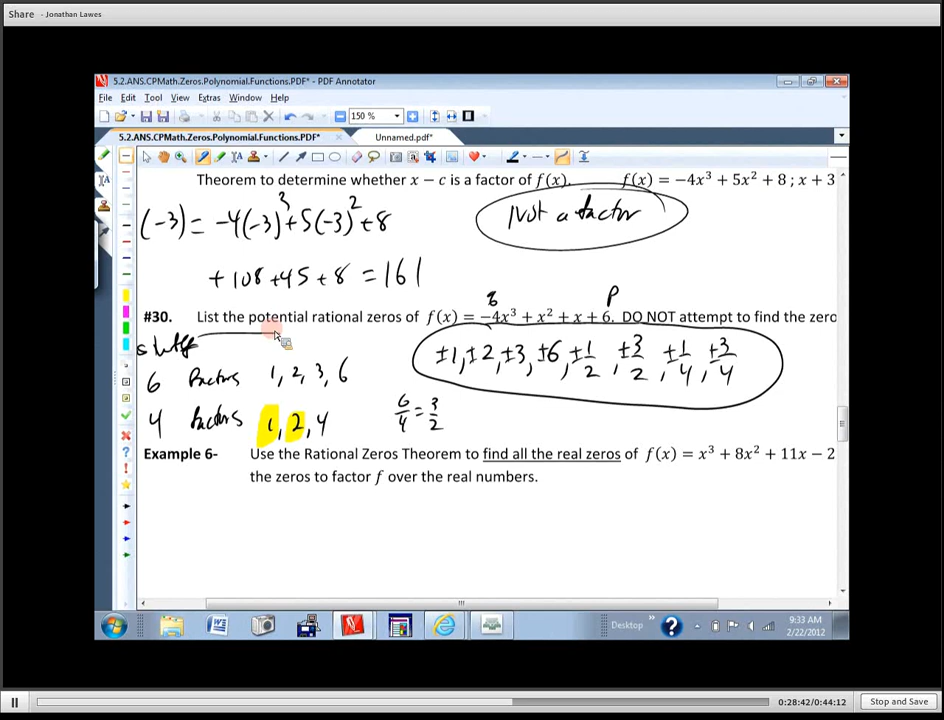 Share - Jonathan Lawes
5.2.ANS.CPMath.Zeros.Polynomial.Functions.PDF* - PDF Annotator
File Edit Tool View Extras Window Help
150 %
5.2.ANS.CPMath.Zeros.Polynomial.Functions.PDF* Unnamed.pdf*
Theorem to determine whether x − c is a factor of f(x). f(x) = −4x³ + 5x² + 8 ; x + 3
(-3) = -4(-3)³ + 5(-3)² + 8
Not a factor
+ 108 + 45 + 8 = 161
8 P
#30. List the potential rational zeros of f(x) = −4x³ + x² + x + 6. DO NOT attempt to find the zero
±1, ±2, ±3, ±6, ±1/2, ±3/2, ±1/4, ±3/4
6 Factors 1, 2, 3, 6
4 Factors 1, 2, 4
6/4 = 3/2
Example 6- Use the Rational Zeros Theorem to find all the real zeros of f(x) = x³ + 8x² + 11x − 2
the zeros to factor f over the real numbers.
Desktop
9:33 AM
2/22/2012
0:28:42/0:44:12 Stop and Save